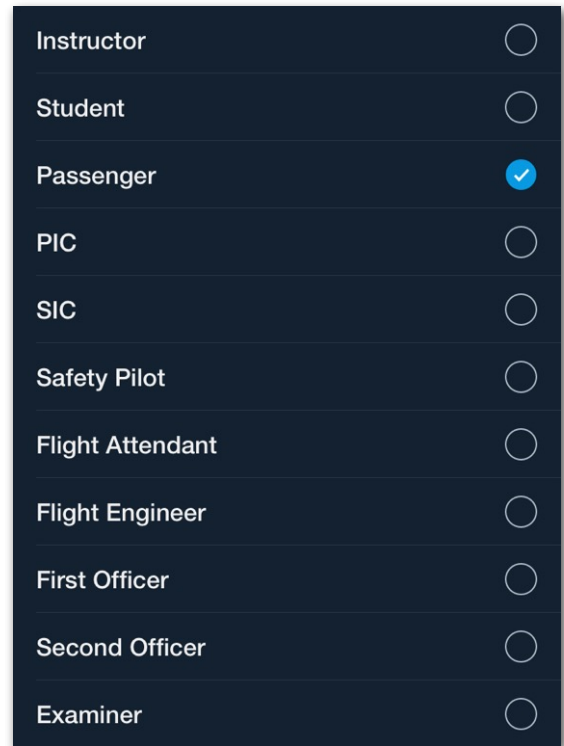 Instructor
Student
Passenger
PIC
SIC
Safety Pilot
Flight Attendant
Flight Engineer
First Officer
Second Officer
Examiner